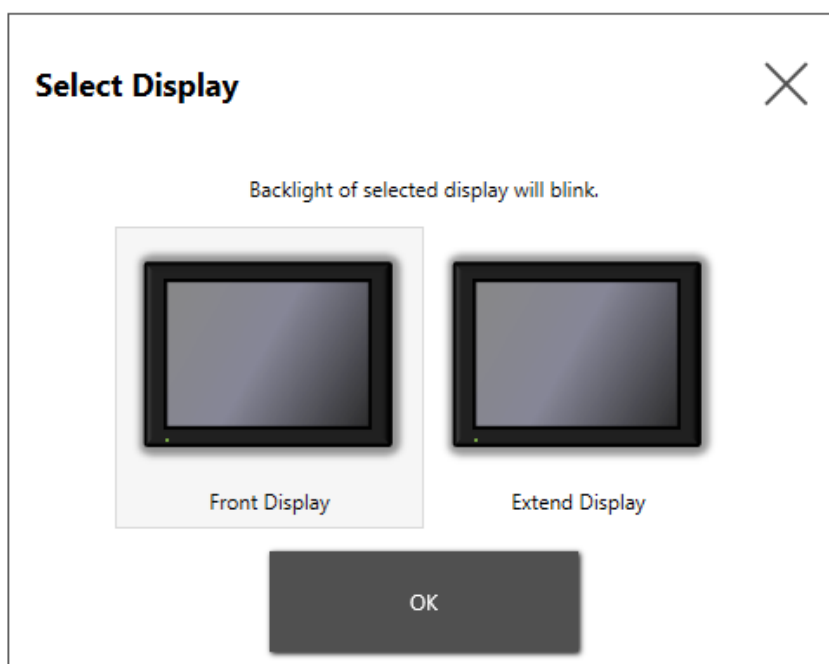 Select Display
Backlight of selected display will blink.
Front Display
Extend Display
OK